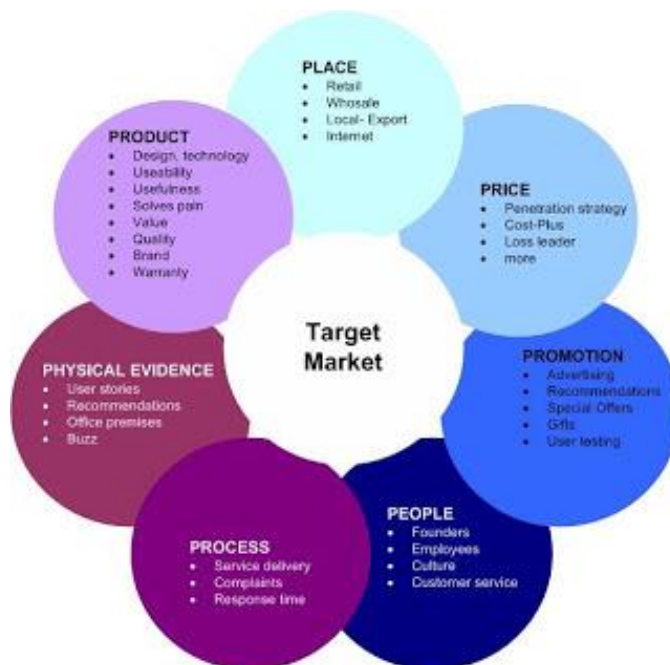 PLACE
• Retail
• Whosale
• Local- Export
• Internet
PRODUCT
• Design, technology
• Useability
• Usefulness
• Solves pain
• Value
• Quality
• Brand
• Warranty
PRICE
• Penetration strategy
• Cost-Plus
• Loss leader
• more
Target
Market
PHYSICAL EVIDENCE
• User stories
• Recommendations
• Office premises
• Buzz
PROMOTION
• Advertising
• Recommendations
• Special Offers
• Gifts
• User testing
PROCESS
• Service delivery
• Complaints
• Response time
PEOPLE
• Founders
• Employees
• Culture
• Customer service